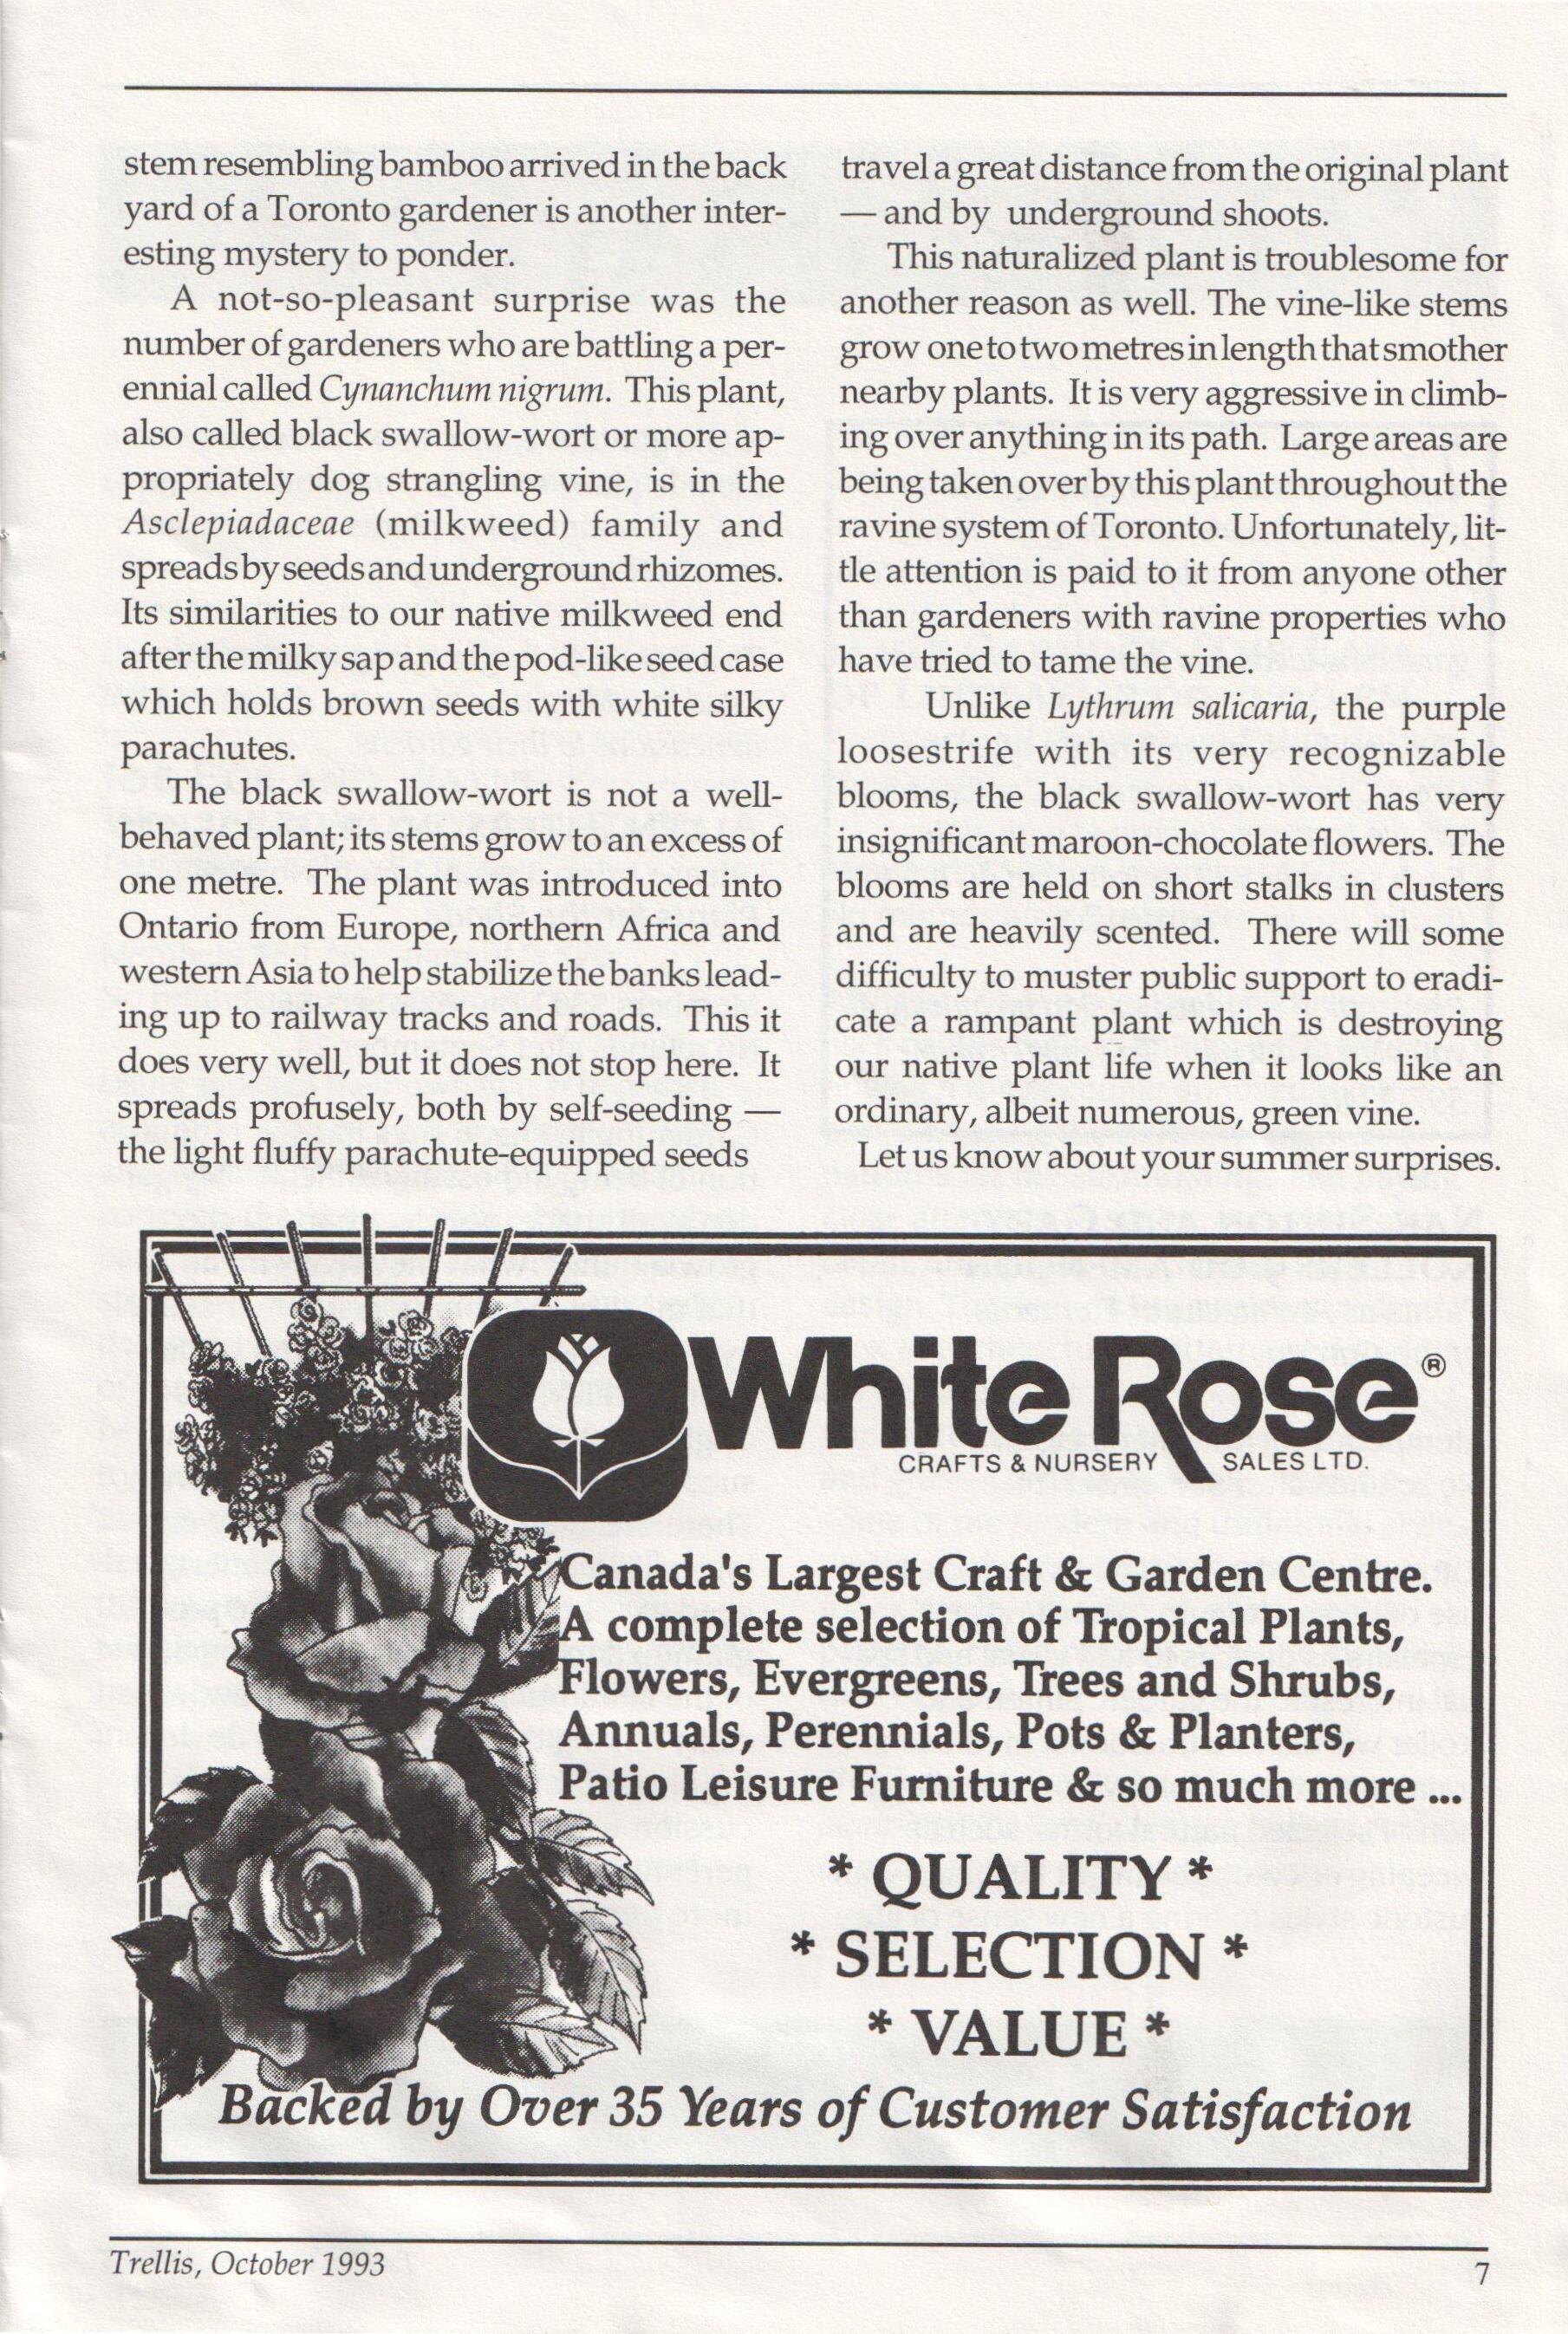 stem resembling bamboo arrived in the back
yard of a Toronto gardener is another inter-
esting mystery to ponder.
A not-so-pleasant surprise was the
number of gardeners who are battling a per-
ennial called Cynanchum nigrum. This plant,
also called black swallow-wort or more ap-
propriately dog strangling vine, is in the
Asclepiadaceae (milkweed) family and
spreads by seeds and underground rhizomes.
Its similarities to our native milkweed end
after the milky sap and the pod-like seed case
which holds brown seeds with white silky
parachutes.
The black swallow-wort is not a well-
behaved plant; its stems grow to an excess of
one metre. The plant was introduced into
Ontario from Europe, northern Africa and
western Asia to help stabilize the banks lead-
ing up to railway tracks and roads. This it
does very well, but it does not stop here. It
spreads profusely, both by self-seeding —
the light fluffy parachute-equipped seeds
travel a great distance from the original plant
— and by underground shoots.
This naturalized plant is troublesome for
another reason as well. The vine-like stems
grow one to two metres in length that smother
nearby plants. It is very aggressive in climb-
ing over anything in its path. Large areas are
being taken over by this plant throughout the
ravine system of Toronto. Unfortunately, lit-
tle attention is paid to it from anyone other
than gardeners with ravine properties who
have tried to tame the vine.
Unlike Lythrum salicaria, the purple
loosestrife with its very recognizable
blooms, the black swallow-wort has very
insignificant maroon-chocolate flowers. The
blooms are held on short stalks in clusters
and are heavily scented. There will some
difficulty to muster public support to eradi-
cate a rampant plant which is destroying
our native plant life when it looks like an
ordinary, albeit numerous, green vine.
Let us know about your summer surprises.
White Rose®
CRAFTS & NURSERY SALES LTD.
Canada's Largest Craft & Garden Centre.
A complete selection of Tropical Plants,
Flowers, Evergreens, Trees and Shrubs,
Annuals, Perennials, Pots & Planters,
Patio Leisure Furniture & so much more ...
* QUALITY *
* SELECTION *
* VALUE *
Backed by Over 35 Years of Customer Satisfaction
Trellis, October 1993
7